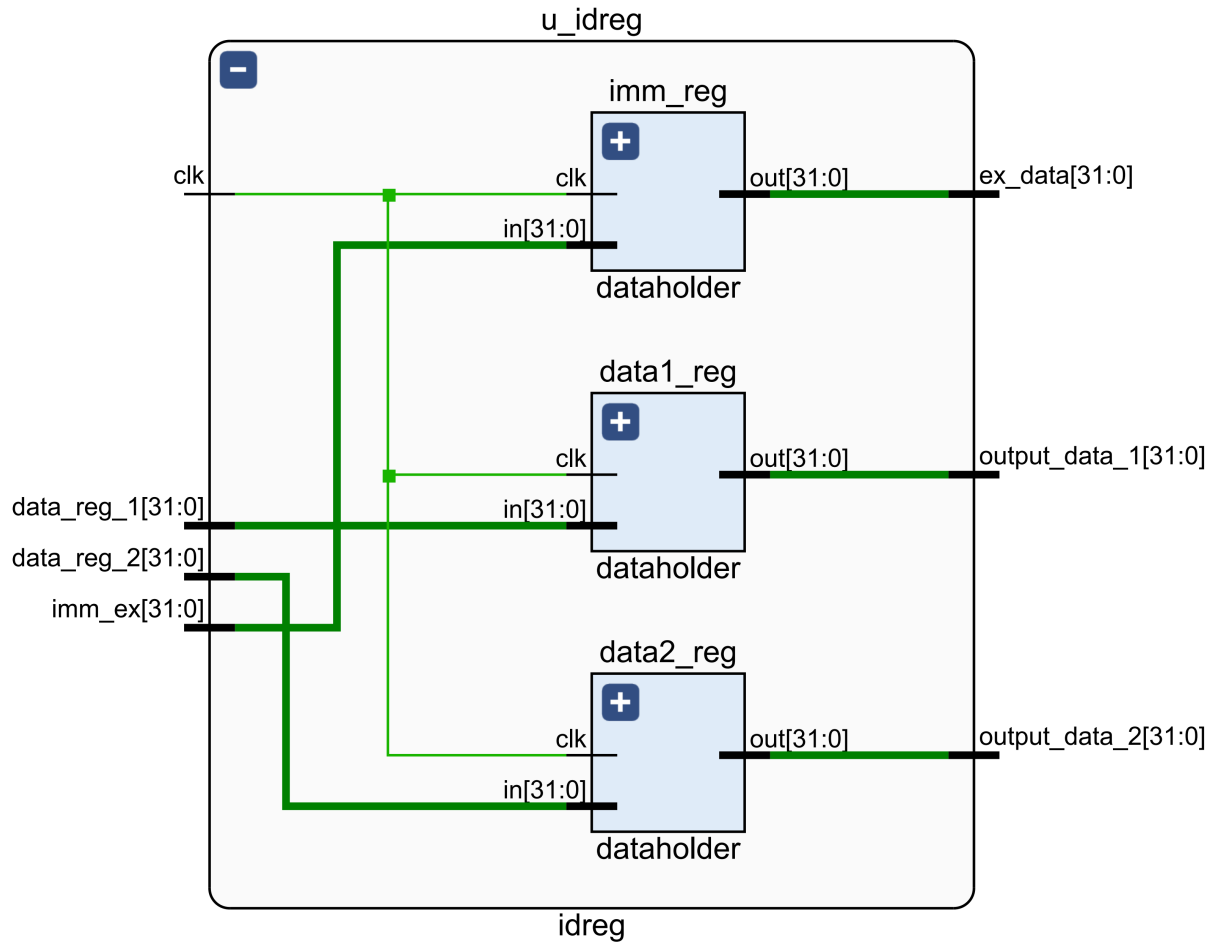 u_idreg
imm_reg
clk
clk
out[31:0]
ex_data[31:0]
in[31:0]
dataholder
data1_reg
clk
out[31:0]
output_data_1[31:0]
data_reg_1[31:0]
in[31:0]
data_reg_2[31:0]
dataholder
imm_ex[31:0]
data2_reg
clk
out[31:0]
output_data_2[31:0]
in[31:0]
dataholder
idreg